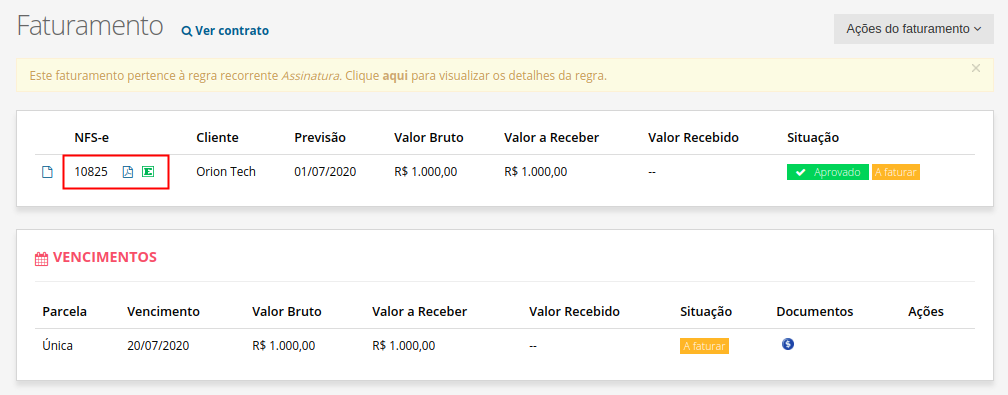 Faturamento Ver contrato Ações do faturamento
Este faturamento pertence à regra recorrente Assinatura. Clique aqui para visualizar os detalhes da regra. ×
NFS-e Cliente Previsão Valor Bruto Valor a Receber Valor Recebido Situação
10825 E Orion Tech 01/07/2020 R$ 1.000,00 R$ 1.000,00 -- Aprovado A faturar
VENCIMENTOS
Parcela Vencimento Valor Bruto Valor a Receber Valor Recebido Situação Documentos Ações
Única 20/07/2020 R$ 1.000,00 R$ 1.000,00 -- A faturar $